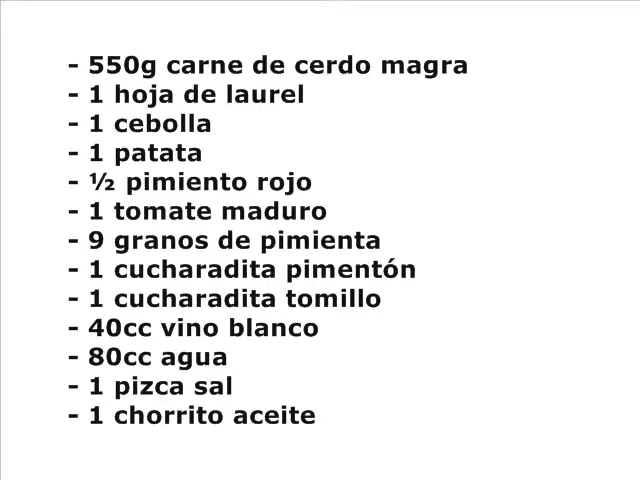 - 550g carne de cerdo magra
- 1 hoja de laurel
- 1 cebolla
- 1 patata
- ½ pimiento rojo
- 1 tomate maduro
- 9 granos de pimienta
- 1 cucharadita pimentón
- 1 cucharadita tomillo
- 40cc vino blanco
- 80cc agua
- 1 pizca sal
- 1 chorrito aceite